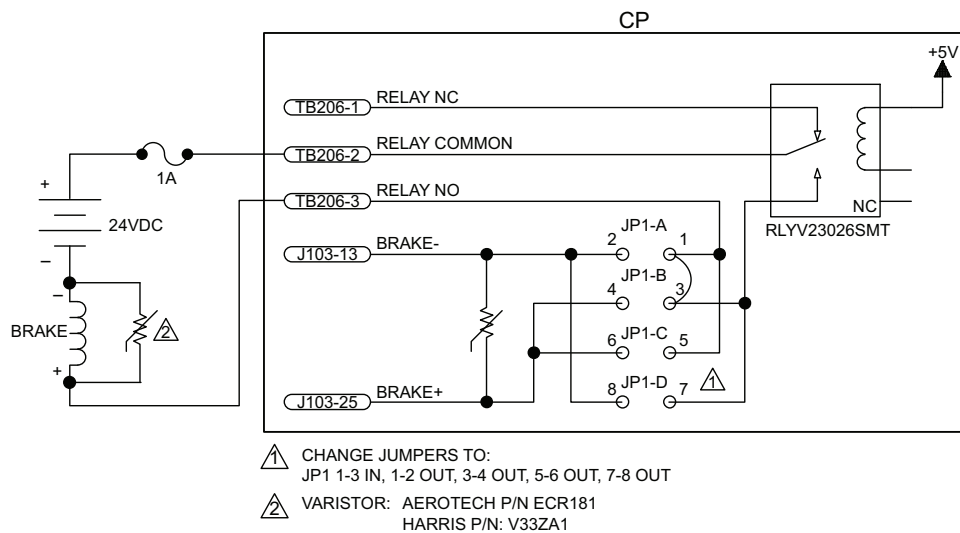 CP
+5V
TB206-1 RELAY NC
TB206-2 RELAY COMMON
1A
TB206-3 RELAY NO
NC
RLYV23026SMT
+
24VDC
−
J103-13 BRAKE-
2 JP1-A 1
4 JP1-B 3
−
BRAKE
2
+
6 JP1-C 5
8 JP1-D 7
1
J103-25 BRAKE+
1 CHANGE JUMPERS TO:
JP1 1-3 IN, 1-2 OUT, 3-4 OUT, 5-6 OUT, 7-8 OUT
2 VARISTOR: AEROTECH P/N ECR181
HARRIS P/N: V33ZA1